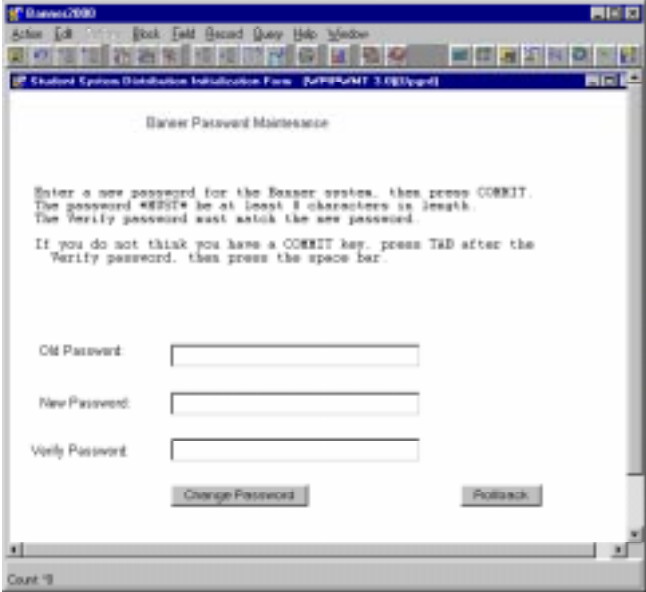 Banner2000
Action Edit Options Block Field Record Query Help Window
Student System Distribution Initialization Form
Banner Password Maintenance
Enter a new password for the Banner system, then press COMMIT.
The password *MUST* be at least 8 characters in length.
The Verify password must match the new password.
If you do not think you have a COMMIT key, press TAB after the
Verify password, then press the space bar.
Old Password:
New Password:
Verify Password:
Change Password
Rollback
Count *0